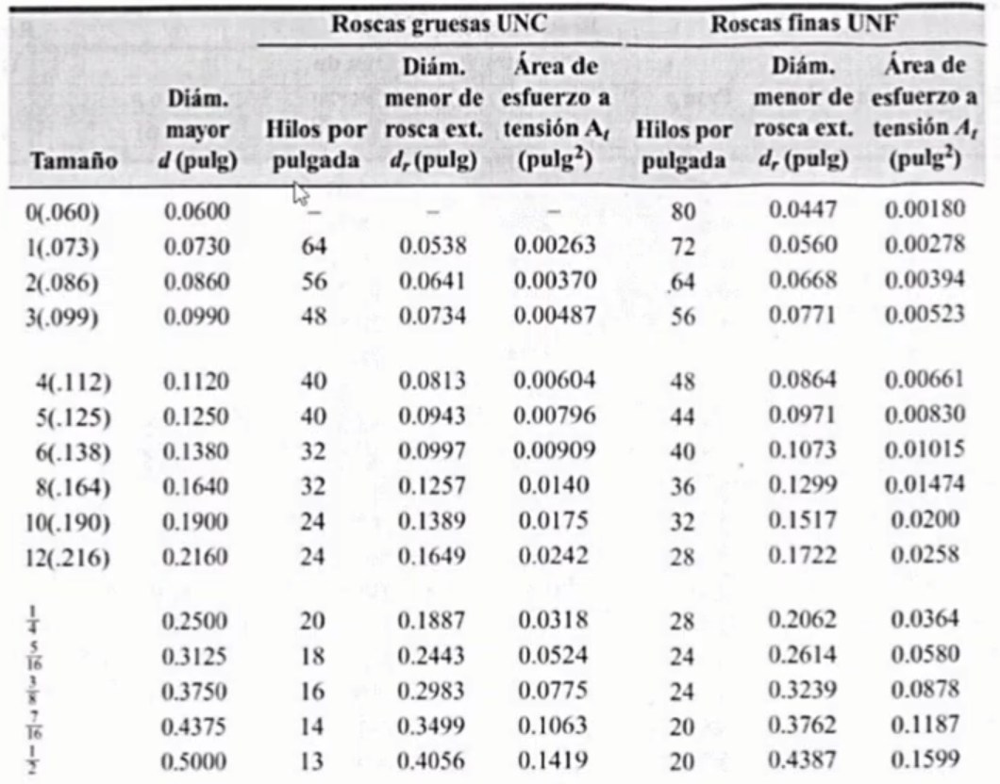 Roscas gruesas UNC Roscas finas UNF
Diám. Área de Diám. Área de
Diám. menor de esfuerzo a menor de esfuerzo a
mayor Hilos por rosca ext. tensión A_t Hilos por rosca ext. tensión A_t
Tamaño d (pulg) pulgada d_r (pulg) (pulg²) pulgada d_r (pulg) (pulg²)
0(.060) 0.0600 – – – 80 0.0447 0.00180
1(.073) 0.0730 64 0.0538 0.00263 72 0.0560 0.00278
2(.086) 0.0860 56 0.0641 0.00370 64 0.0668 0.00394
3(.099) 0.0990 48 0.0734 0.00487 56 0.0771 0.00523
4(.112) 0.1120 40 0.0813 0.00604 48 0.0864 0.00661
5(.125) 0.1250 40 0.0943 0.00796 44 0.0971 0.00830
6(.138) 0.1380 32 0.0997 0.00909 40 0.1073 0.01015
8(.164) 0.1640 32 0.1257 0.0140 36 0.1299 0.01474
10(.190) 0.1900 24 0.1389 0.0175 32 0.1517 0.0200
12(.216) 0.2160 24 0.1649 0.0242 28 0.1722 0.0258
1/4 0.2500 20 0.1887 0.0318 28 0.2062 0.0364
5/16 0.3125 18 0.2443 0.0524 24 0.2614 0.0580
3/8 0.3750 16 0.2983 0.0775 24 0.3239 0.0878
7/16 0.4375 14 0.3499 0.1063 20 0.3762 0.1187
1/2 0.5000 13 0.4056 0.1419 20 0.4387 0.1599